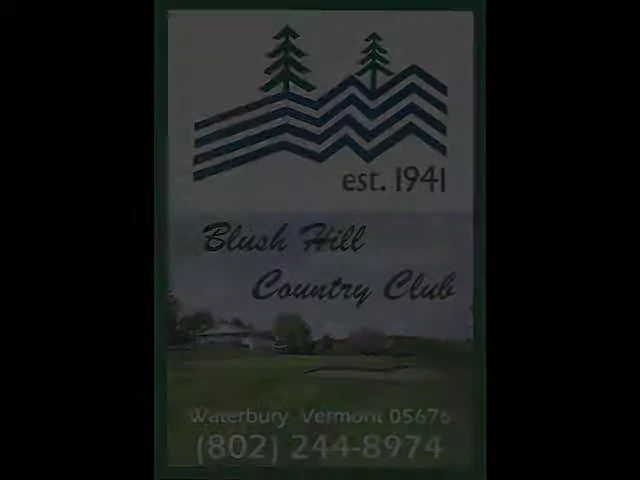 est. 1941
Blush Hill
Country Club
Waterbury Vermont 05676
(802) 244-8974